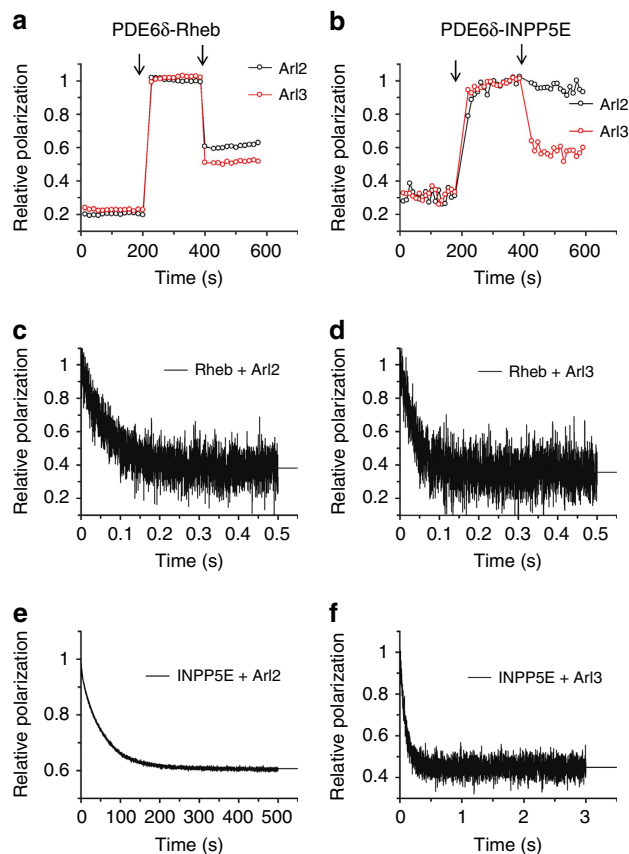 a
PDE6δ-Rheb
Arl2
Arl3
Relative polarization
1
0.8
0.6
0.4
0.2
0 200 400 600
Time (s)
b
PDE6δ-INPP5E
Arl2
Arl3
Relative polarization
1
0.8
0.6
0.4
0.2
0 200 400 600
Time (s)
c
Rheb + Arl2
Relative polarization
1
0.8
0.6
0.4
0.2
0 0.1 0.2 0.3 0.4 0.5
Time (s)
d
Rheb + Arl3
Relative polarization
1
0.8
0.6
0.4
0.2
0 0.1 0.2 0.3 0.4 0.5
Time (s)
e
INPP5E + Arl2
Relative polarization
1
0.8
0.6
0 100 200 300 400 500
Time (s)
f
INPP5E + Arl3
Relative polarization
1
0.8
0.6
0.4
0 1 2 3
Time (s)